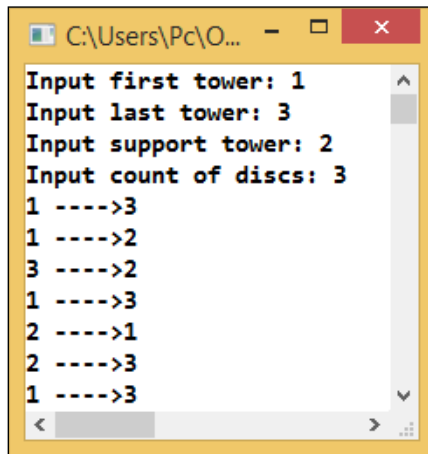 C:\Users\Pc\O...
Input first tower: 1
Input last tower: 3
Input support tower: 2
Input count of discs: 3
1 ---->3
1 ---->2
3 ---->2
1 ---->3
2 ---->1
2 ---->3
1 ---->3